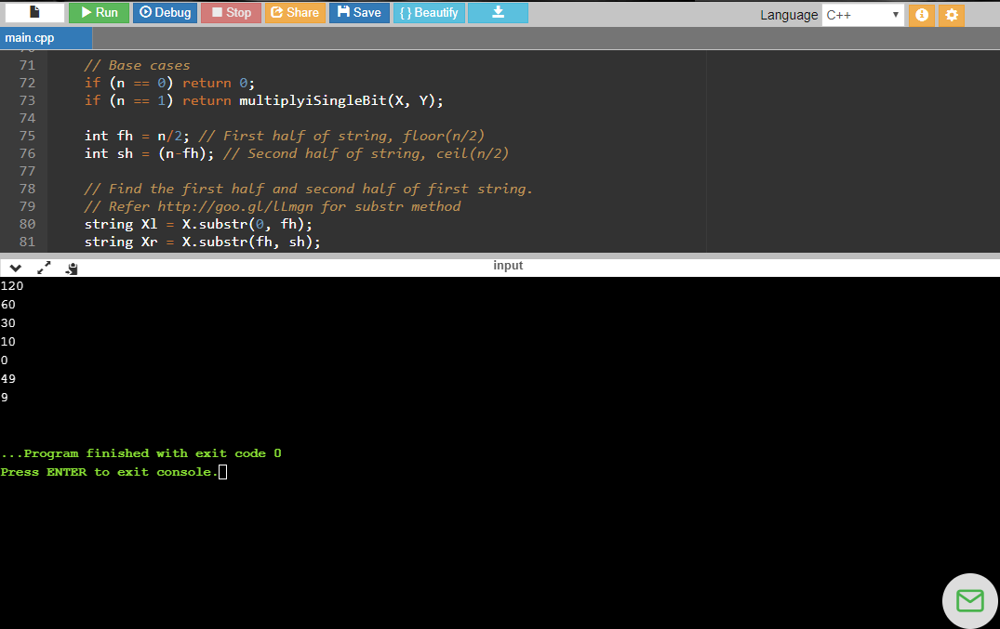 Run Debug Stop Share Save {} Beautify Language C++
main.cpp
71 // Base cases
72 if (n == 0) return 0;
73 if (n == 1) return multiplyiSingleBit(X, Y);
74
75 int fh = n/2; // First half of string, floor(n/2)
76 int sh = (n-fh); // Second half of string, ceil(n/2)
77
78 // Find the first half and second half of first string.
79 // Refer http://goo.gl/lLmgn for substr method
80 string Xl = X.substr(0, fh);
81 string Xr = X.substr(fh, sh);
input
120
60
30
10
0
49
9
...Program finished with exit code 0
Press ENTER to exit console.